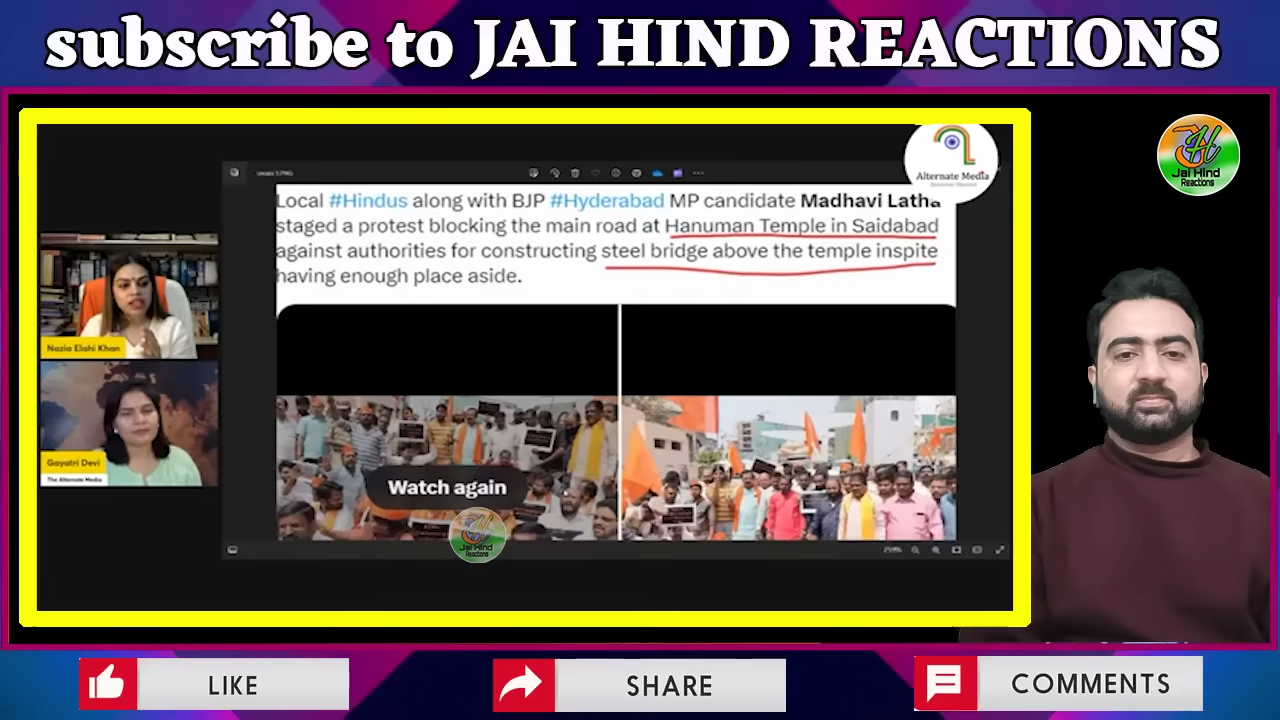 subscribe to JAI HIND REACTIONS
Alternate Media
Jai Hind
Reactions
Local #Hindus along with BJP #Hyderabad MP candidate Madhavi Latha
staged a protest blocking the main road at Hanuman Temple in Saidabad
against authorities for constructing steel bridge above the temple inspite
having enough place aside.
Nazia Elahi Khan
Gayatri Devi
The Alternate Media
Watch again
Jai Hind
Reactions
LIKE
SHARE
COMMENTS